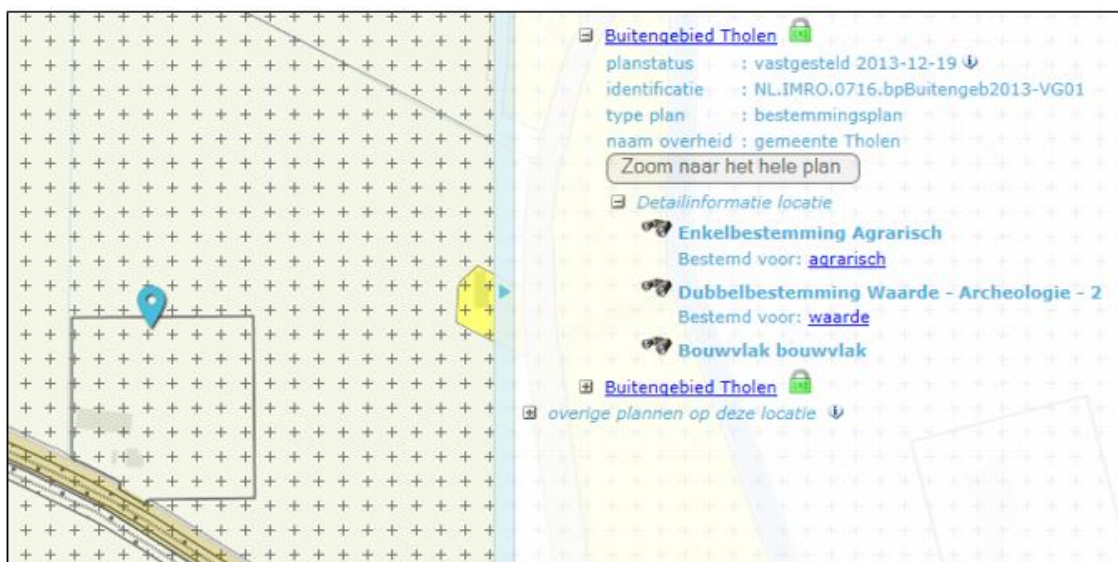 Buitengebied Tholen
planstatus : vastgesteld 2013-12-19
identificatie : NL.IMRO.0716.bpBuitengeb2013-VG01
type plan : bestemmingsplan
naam overheid : gemeente Tholen
Zoom naar het hele plan
Detailinformatie locatie
Enkelbestemming Agrarisch
Bestemd voor: agrarisch
Dubbelbestemming Waarde - Archeologie - 2
Bestemd voor: waarde
Bouwvlak bouwvlak
Buitengebied Tholen
overige plannen op deze locatie